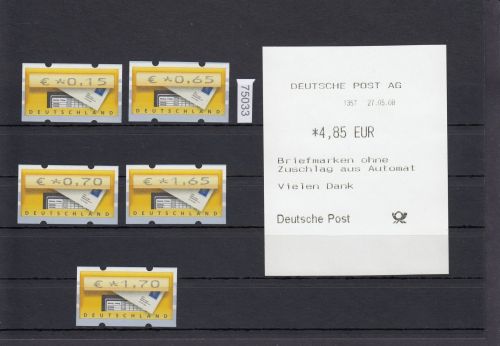 € *0,15
DEUTSCHLAND
€ *0,65
DEUTSCHLAND
75033
€ *0,70
DEUTSCHLAND
€ *1,65
DEUTSCHLAND
€ *1,70
DEUTSCHLAND
DEUTSCHE POST AG
1357 27.05.08
*4,85 EUR
Briefmarken ohne
Zuschlag aus Automat
Vielen Dank
Deutsche Post